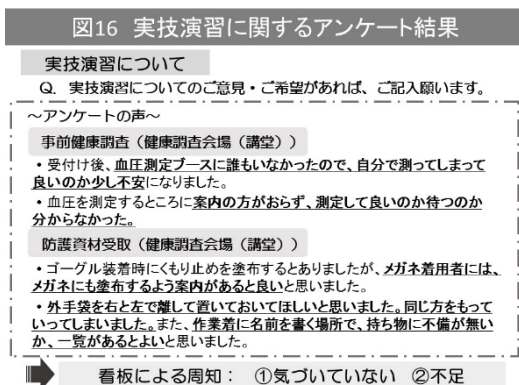 図16 実技演習に関するアンケート結果
実技演習について
Q. 実技演習についてのご意見・ご希望があれば、ご記入願います。
～アンケートの声～
事前健康調査（健康調査会場（講堂））
・受付け後、血圧測定ブースに誰もいなかったので、自分で測ってしまって
良いのか少し不安になりました。
・血圧を測定するところに案内の方がおらず、測定して良いのか待つのか
分からなかった。
防護資材受取（健康調査会場（講堂））
・ゴーグル装着時にくもり止めを塗布するとありましたが、メガネ着用者には、
メガネにも塗布するよう案内があると良いと思いました。
・外手袋を右と左で離して置いておいてほしいと思いました。同じ方をもって
いってしまいました。また、作業着に名前を書く場所で、持ち物に不備が無い
か、一覧があるとよいと思いました。
看板による周知： ①気づいていない ②不足